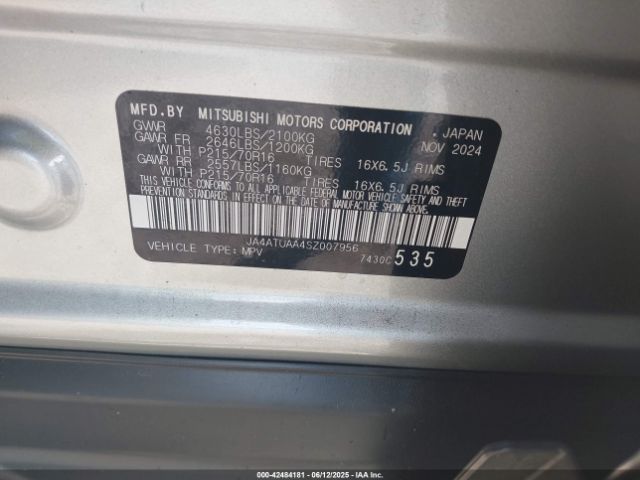 MFD.BY MITSUBISHI MOTORS CORPORATION . JAPAN
GWWR 4630LBS/2100KG NOV 2024
GAWR FR 2646LBS/1200KG
WITH P215/70R16 TIRES 16X6.5J RIMS
GAWR RR 2557LBS/1160KG
WITH P215/70R16 TIRES 16X6.5J RIMS
THIS VEHICLE CONFORMS TO ALL APPLICABLE FEDERAL MOTOR VEHICLE SAFETY AND THEFT
PREVENTION STANDARDS IN EFFECT ON THE DATE OF MANUFACTURE SHOWN ABOVE.
JA4ATUAA4SZ007956
VEHICLE TYPE: MPV 7430C 535
000-42484181 - 06/12/2025 - IAA Inc.